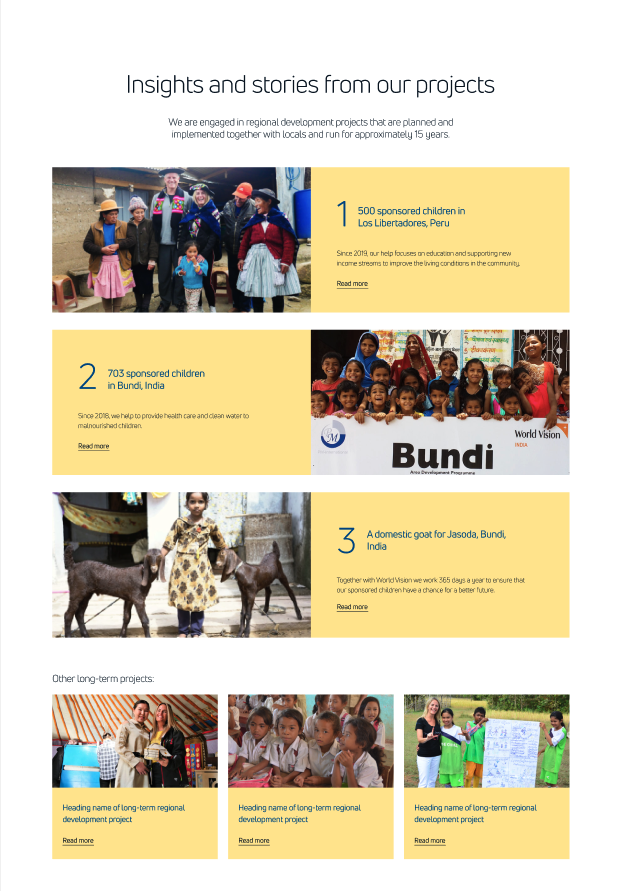 Insights and stories from our projects
We are engaged in regional development projects that are planned and
implemented together with locals and run for approximately 15 years.
1
500 sponsored children in
Los Libertadores, Peru
Since 2019, our help focuses on education and supporting new
income streams to improve the living conditions in the community.
Read more
2
703 sponsored children
in Bundi, India
Since 2018, we help to provide health care and clean water to
malnourished children.
Read more
World Vision
INDIA
Bundi
Area Development Programme
3
A domestic goat for Jasoda, Bundi,
India
Together with World Vision we work 365 days a year to ensure that
our sponsored children have a chance for a better future.
Read more
Other long-term projects:
Heading name of long-term regional
development project
Read more
Heading name of long-term regional
development project
Read more
Heading name of long-term regional
development project
Read more